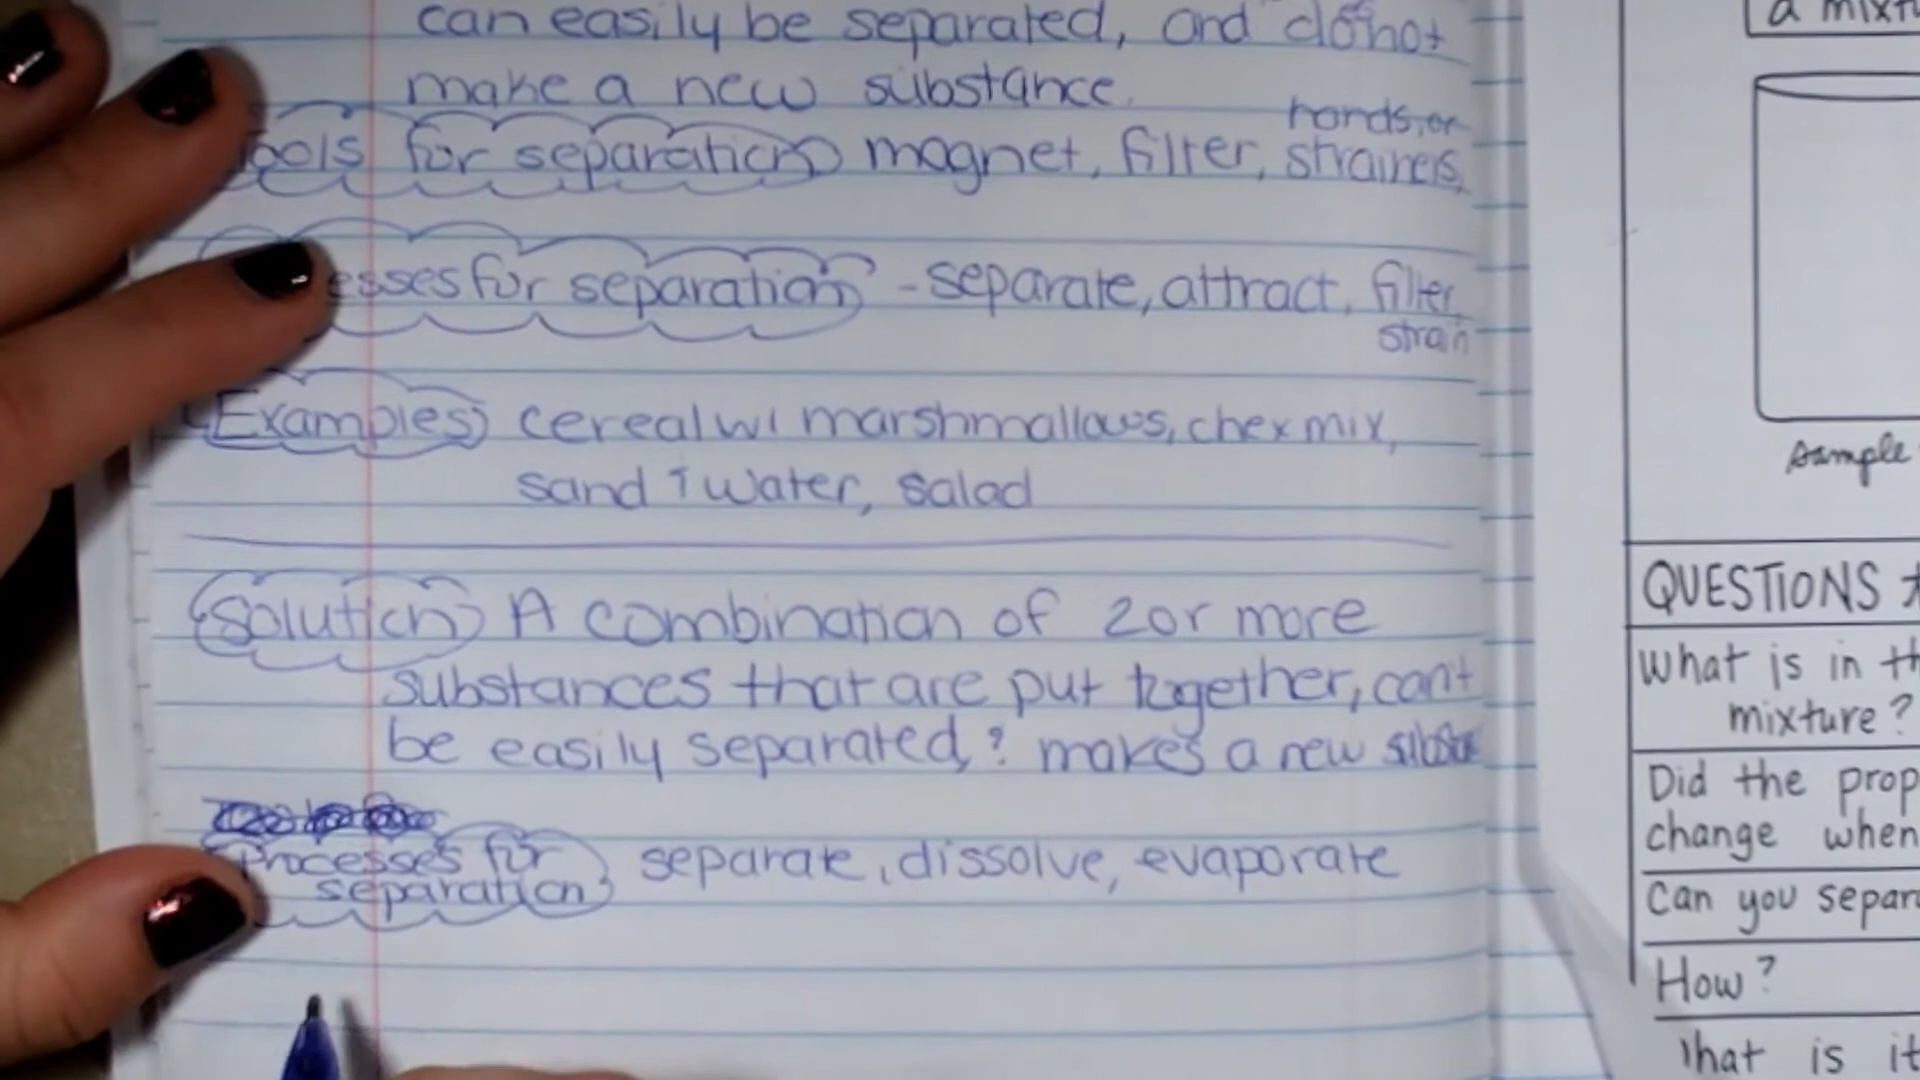 can easily be separated, and do not
make a new substance.
hands, or
ools for separation magnet, filter, strainers,
esses for separation - separate, attract, filter,
strain
Examples cereal w/ marshmallows, chex mix,
sand & water, salad
Solution A combination of 2 or more
substances that are put together, can't
be easily separated, & makes a new
Processes for
separation separate, dissolve, evaporate
a mixtu
sample
QUESTIONS
What is in th
mixture?
Did the prop
change when
Can you separa
How?
hat is it